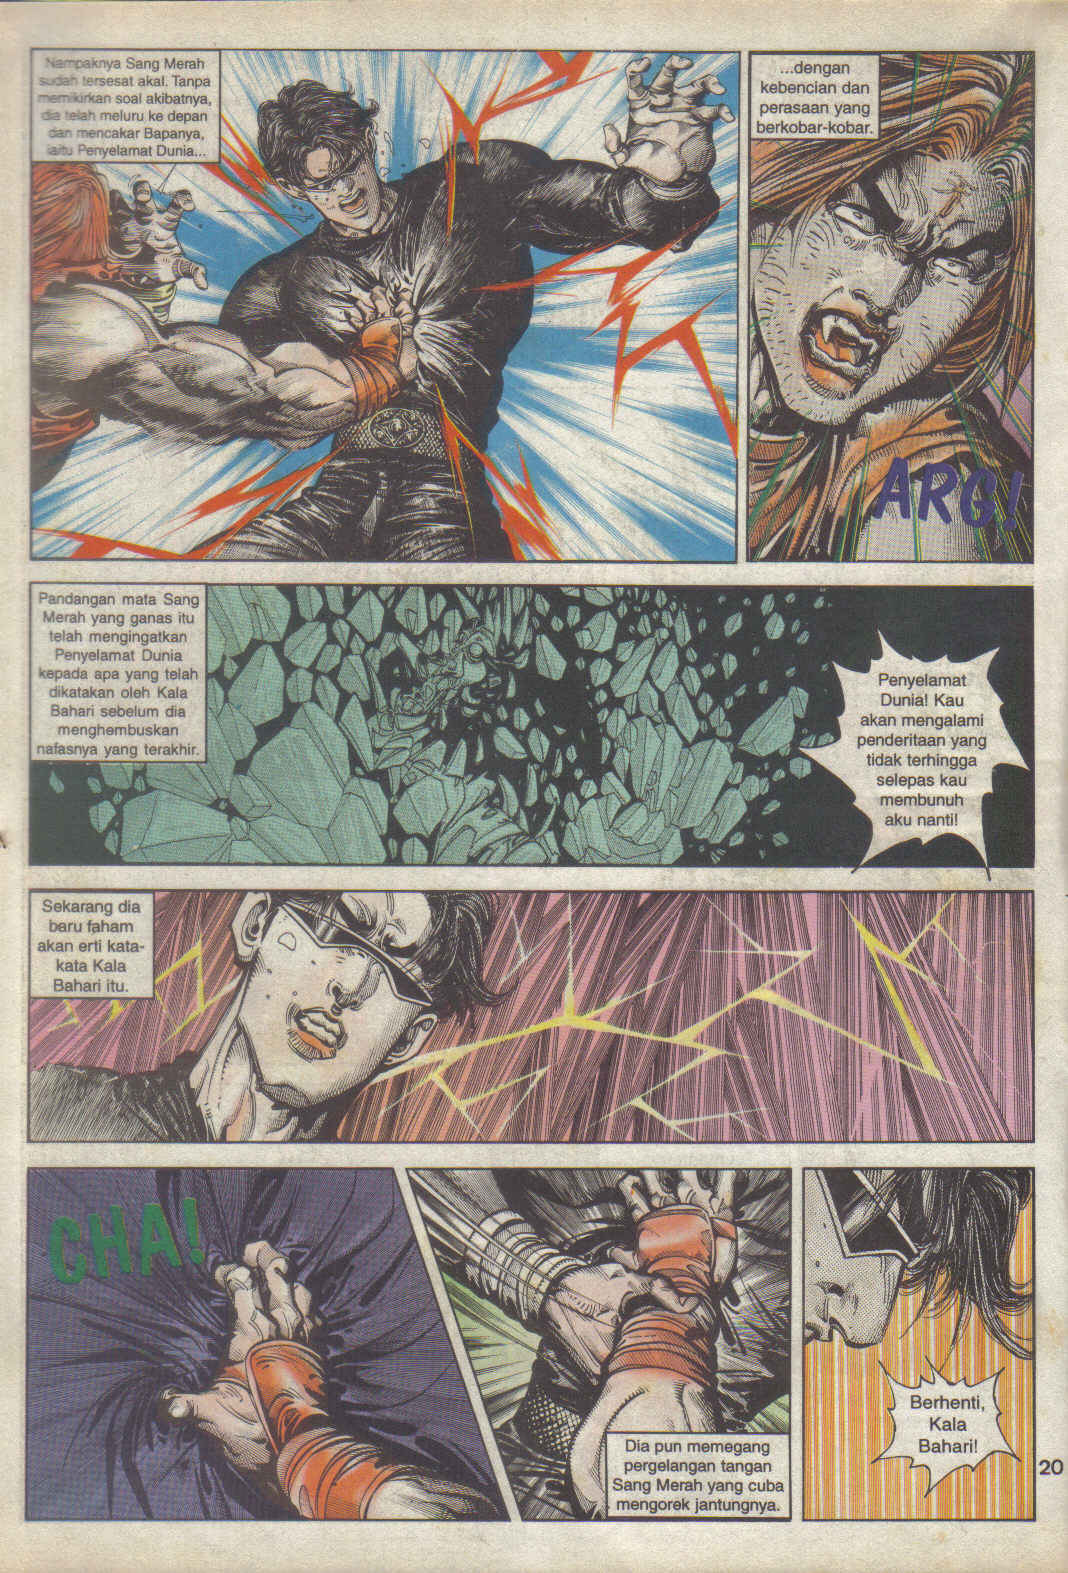 Nampaknya Sang Merah
sudah tersesat akal. Tanpa
memikirkan soal akibatnya,
dia telah meluru ke depan
dan mencakar Bapanya,
iaitu Penyelamat Dunia...
...dengan
kebencian dan
perasaan yang
berkobar-kobar.
ARG!
Pandangan mata Sang
Merah yang ganas itu
telah mengingatkan
Penyelamat Dunia
kepada apa yang telah
dikatakan oleh Kala
Bahari sebelum dia
menghembuskan
nafasnya yang terakhir.
Penyelamat
Dunia! Kau
akan mengalami
penderitaan yang
tidak terhingga
selepas kau
membunuh
aku nanti!
Sekarang dia
baru faham
akan erti kata-
kata Kala
Bahari itu.
CHA!
Dia pun memegang
pergelangan tangan
Sang Merah yang cuba
mengorek jantungnya.
Berhenti,
Kala
Bahari!
20